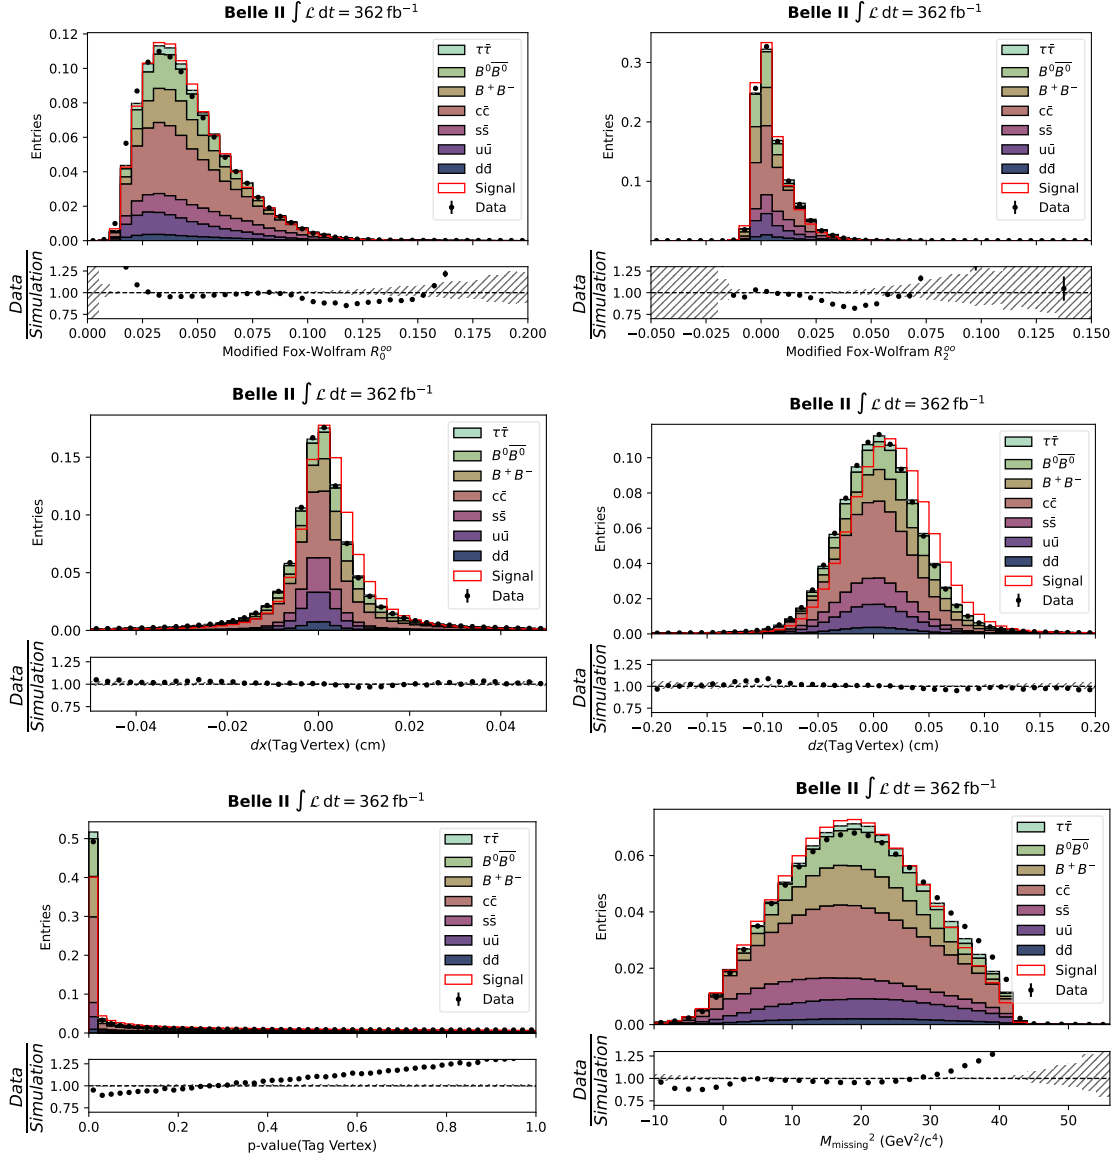 Belle II ∫ ℒ dt = 362 fb⁻¹
0.12
0.10
0.08
0.06
0.04
0.02
0.00
Entries
ττ̄
B⁰B̅⁰
B⁺B⁻
cc̄
ss̄
uū
dd̄
Signal
Data
1.25
1.00
0.75
Data
Simulation
0.000 0.025 0.050 0.075 0.100 0.125 0.150 0.175 0.200
Modified Fox-Wolfram R₀ᵒᵒ
Belle II ∫ ℒ dt = 362 fb⁻¹
0.3
0.2
0.1
Entries
ττ̄
B⁰B̅⁰
B⁺B⁻
cc̄
ss̄
uū
dd̄
Signal
Data
1.25
1.00
0.75
Data
Simulation
−0.050 −0.025 0.000 0.025 0.050 0.075 0.100 0.125 0.150
Modified Fox-Wolfram R₂ᵒᵒ
Belle II ∫ ℒ dt = 362 fb⁻¹
0.15
0.10
0.05
0.00
Entries
ττ̄
B⁰B̅⁰
B⁺B⁻
cc̄
ss̄
uū
dd̄
Signal
Data
1.25
1.00
0.75
Data
Simulation
−0.04 −0.02 0.00 0.02 0.04
dx(Tag Vertex) (cm)
Belle II ∫ ℒ dt = 362 fb⁻¹
0.10
0.08
0.06
0.04
0.02
0.00
Entries
ττ̄
B⁰B̅⁰
B⁺B⁻
cc̄
ss̄
uū
dd̄
Signal
Data
1.25
1.00
0.75
Data
Simulation
−0.20 −0.15 −0.10 −0.05 0.00 0.05 0.10 0.15 0.20
dz(Tag Vertex) (cm)
Belle II ∫ ℒ dt = 362 fb⁻¹
0.5
0.4
0.3
0.2
0.1
0.0
Entries
ττ̄
B⁰B̅⁰
B⁺B⁻
cc̄
ss̄
uū
dd̄
Signal
Data
1.25
1.00
0.75
Data
Simulation
0.0 0.2 0.4 0.6 0.8 1.0
p-value(Tag Vertex)
Belle II ∫ ℒ dt = 362 fb⁻¹
0.06
0.04
0.02
0.00
Entries
ττ̄
B⁰B̅⁰
B⁺B⁻
cc̄
ss̄
uū
dd̄
Signal
Data
1.25
1.00
0.75
Data
Simulation
−10 0 10 20 30 40 50
M_missing² (GeV²/c⁴)